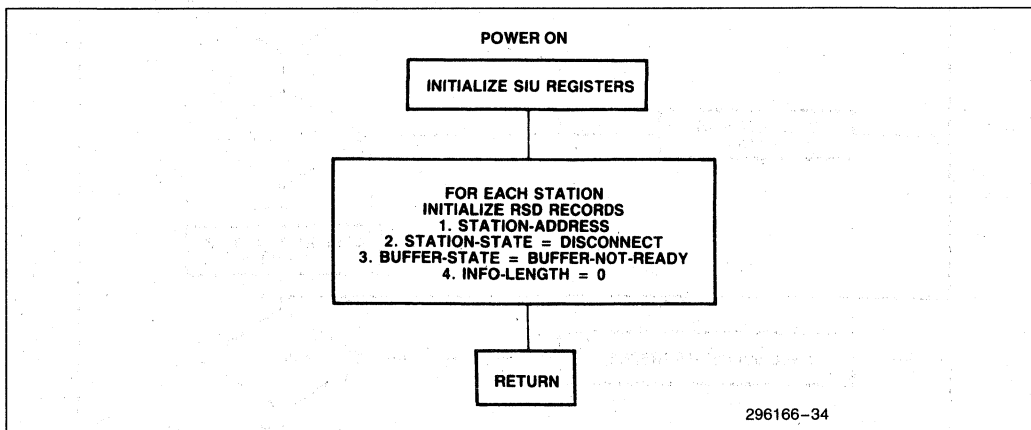 POWER ON
INITIALIZE SIU REGISTERS
FOR EACH STATION
INITIALIZE RSD RECORDS
1. STATION-ADDRESS
2. STATION-STATE = DISCONNECT
3. BUFFER-STATE = BUFFER-NOT-READY
4. INFO-LENGTH = 0
RETURN
296166-34